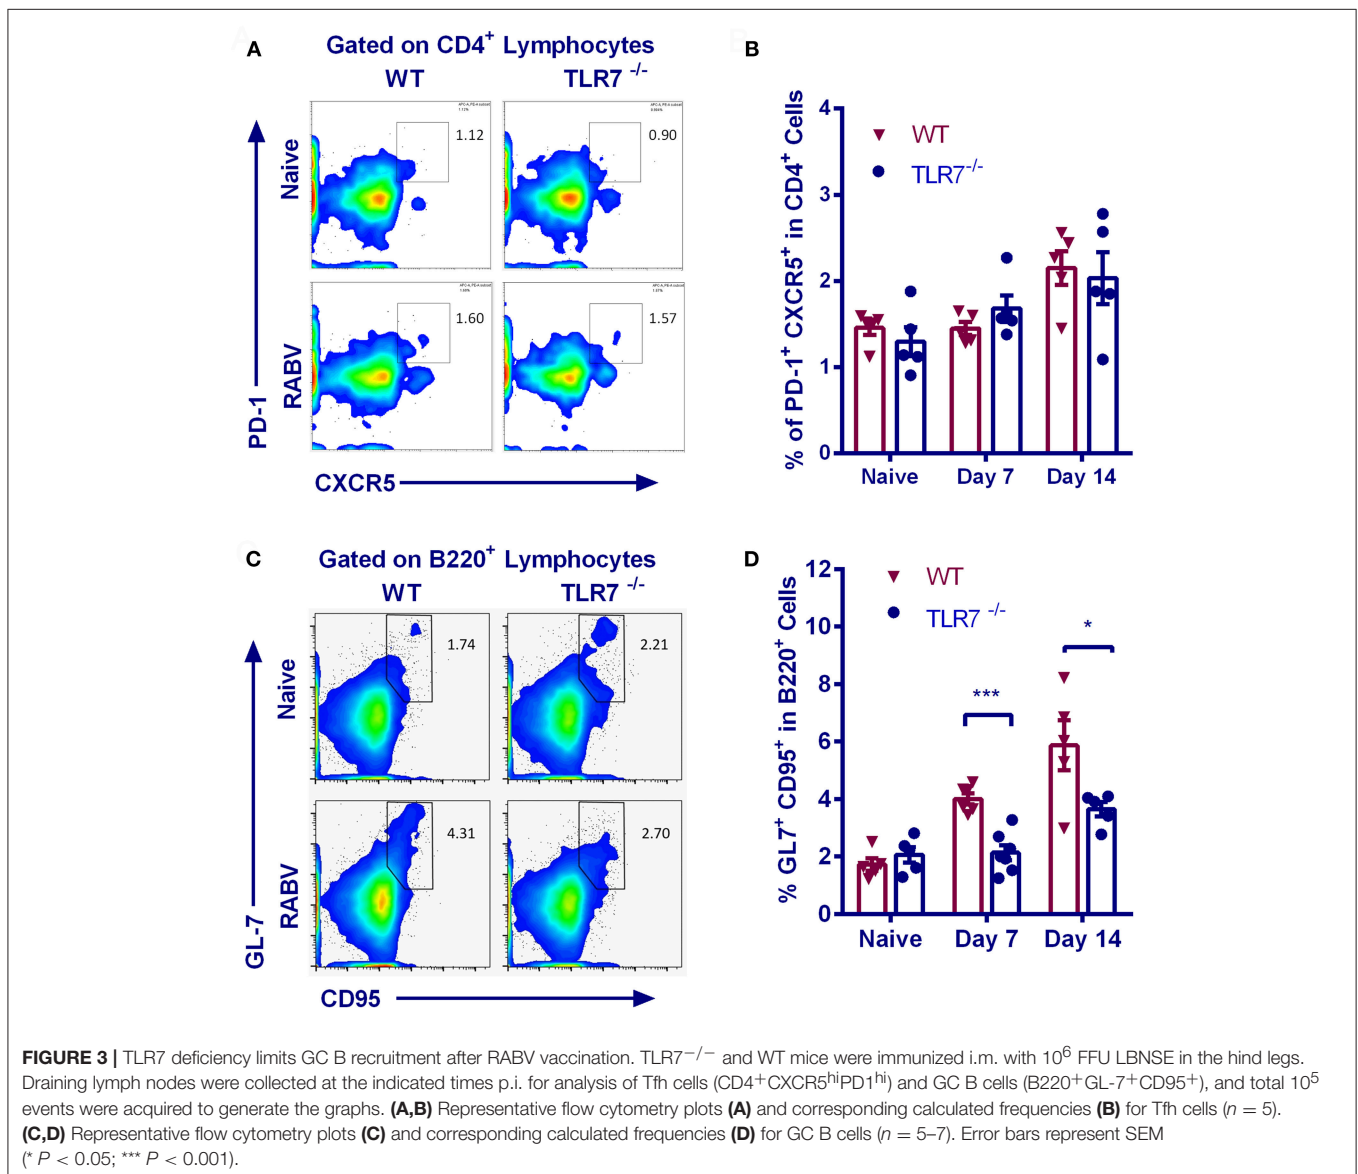 A
Gated on CD4+ Lymphocytes
WT
TLR7 -/-
Naive
1.12
0.90
RABV
1.60
1.57
PD-1
CXCR5
B
% of PD-1+ CXCR5+ in CD4+ Cells
4
3
2
1
0
WT
TLR7-/-
Naive
Day 7
Day 14
C
Gated on B220+ Lymphocytes
WT
TLR7 -/-
Naive
1.74
2.21
RABV
4.31
2.70
GL-7
CD95
D
% GL7+ CD95+ in B220+ Cells
12
10
8
6
4
2
0
WT
TLR7 -/-
***
*
Naive
Day 7
Day 14
FIGURE 3 | TLR7 deficiency limits GC B recruitment after RABV vaccination. TLR7−/− and WT mice were immunized i.m. with 10^6 FFU LBNSE in the hind legs.
Draining lymph nodes were collected at the indicated times p.i. for analysis of Tfh cells (CD4+CXCR5hiPD1hi) and GC B cells (B220+GL-7+CD95+), and total 10^5
events were acquired to generate the graphs. (A,B) Representative flow cytometry plots (A) and corresponding calculated frequencies (B) for Tfh cells (n = 5).
(C,D) Representative flow cytometry plots (C) and corresponding calculated frequencies (D) for GC B cells (n = 5–7). Error bars represent SEM
(* P < 0.05; *** P < 0.001).